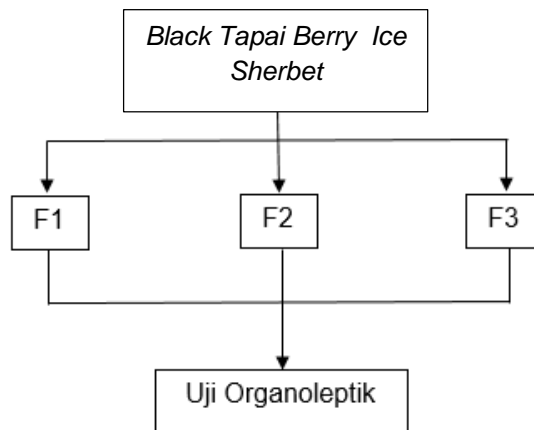 Black Tapai Berry Ice
Sherbet
F1
F2
F3
Uji Organoleptik